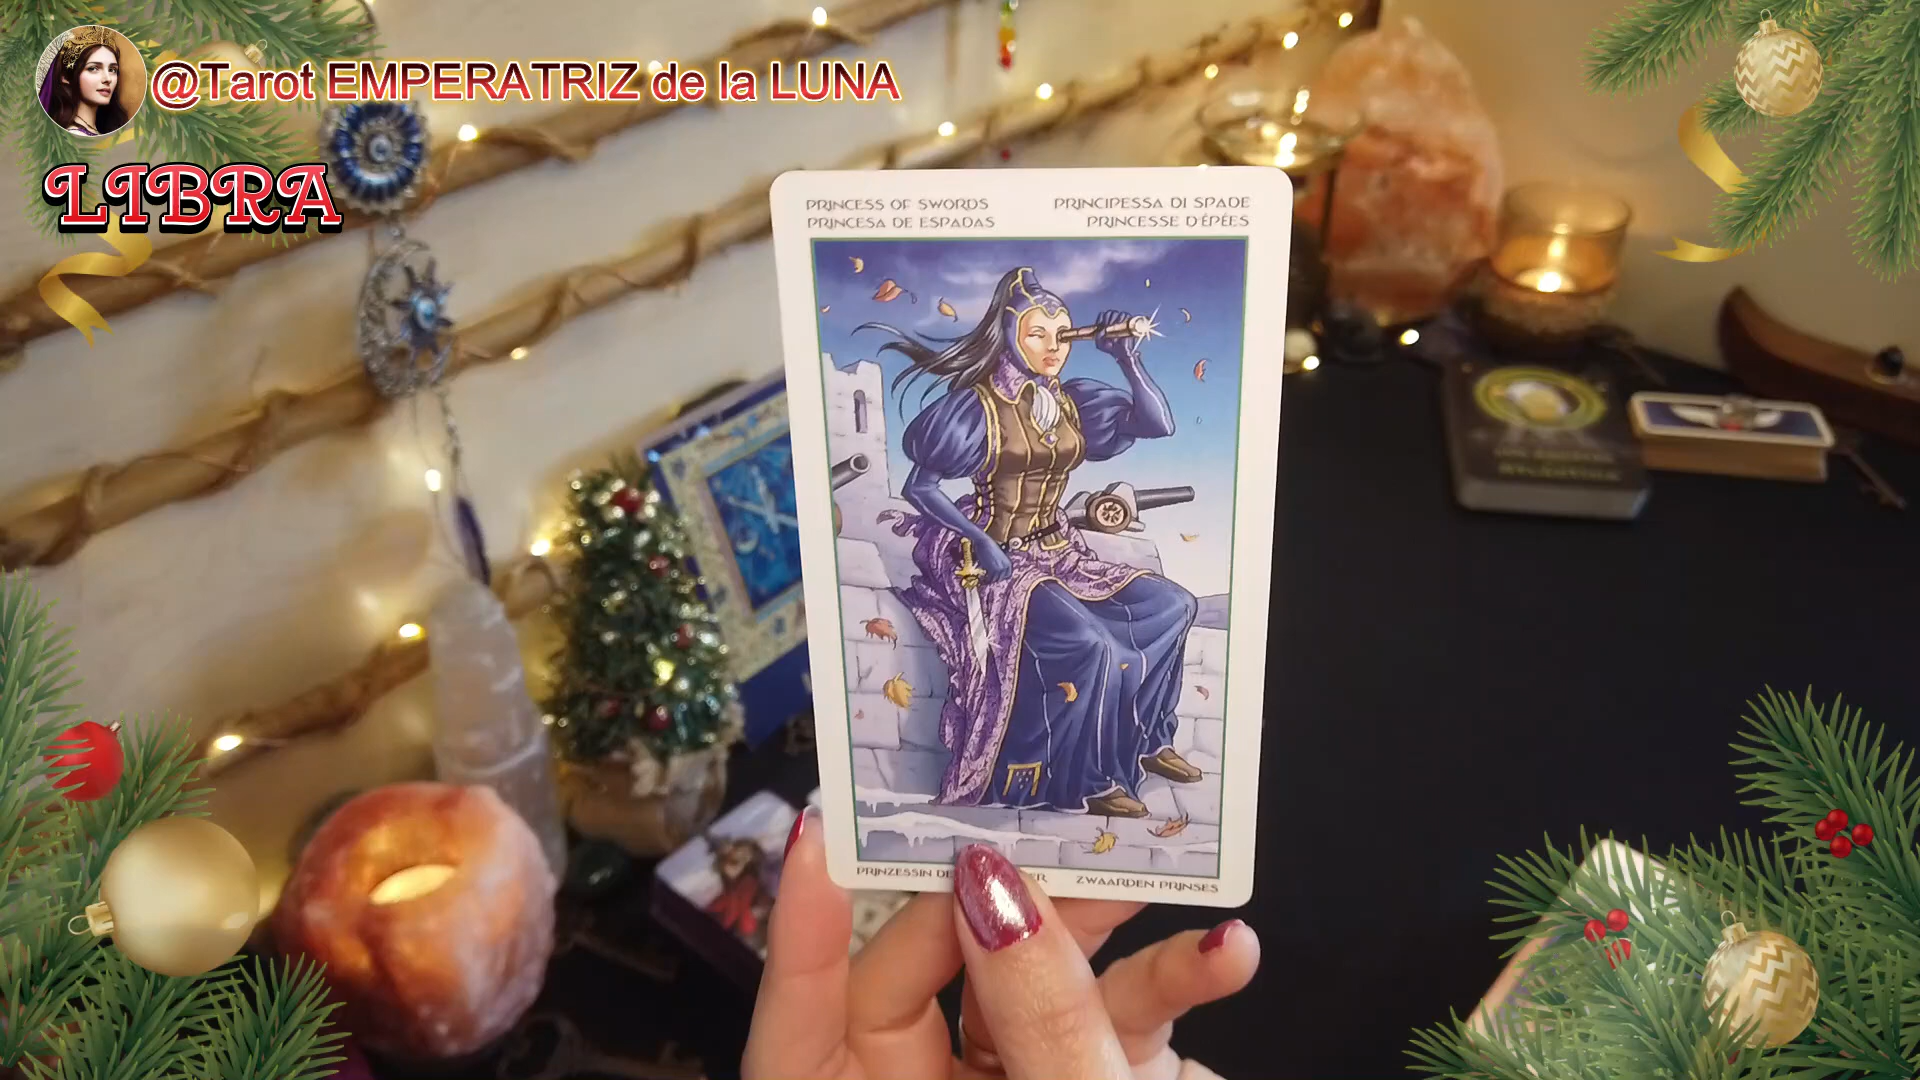 @Tarot EMPERATRIZ de la LUNA
LIBRA
PRINCESS OF SWORDS PRINCIPESSA DI SPADE
PRINCESA DE ESPADAS PRINCESSE D'ÉPÉES
PRINZESSIN ZWAARDEN PRINSES